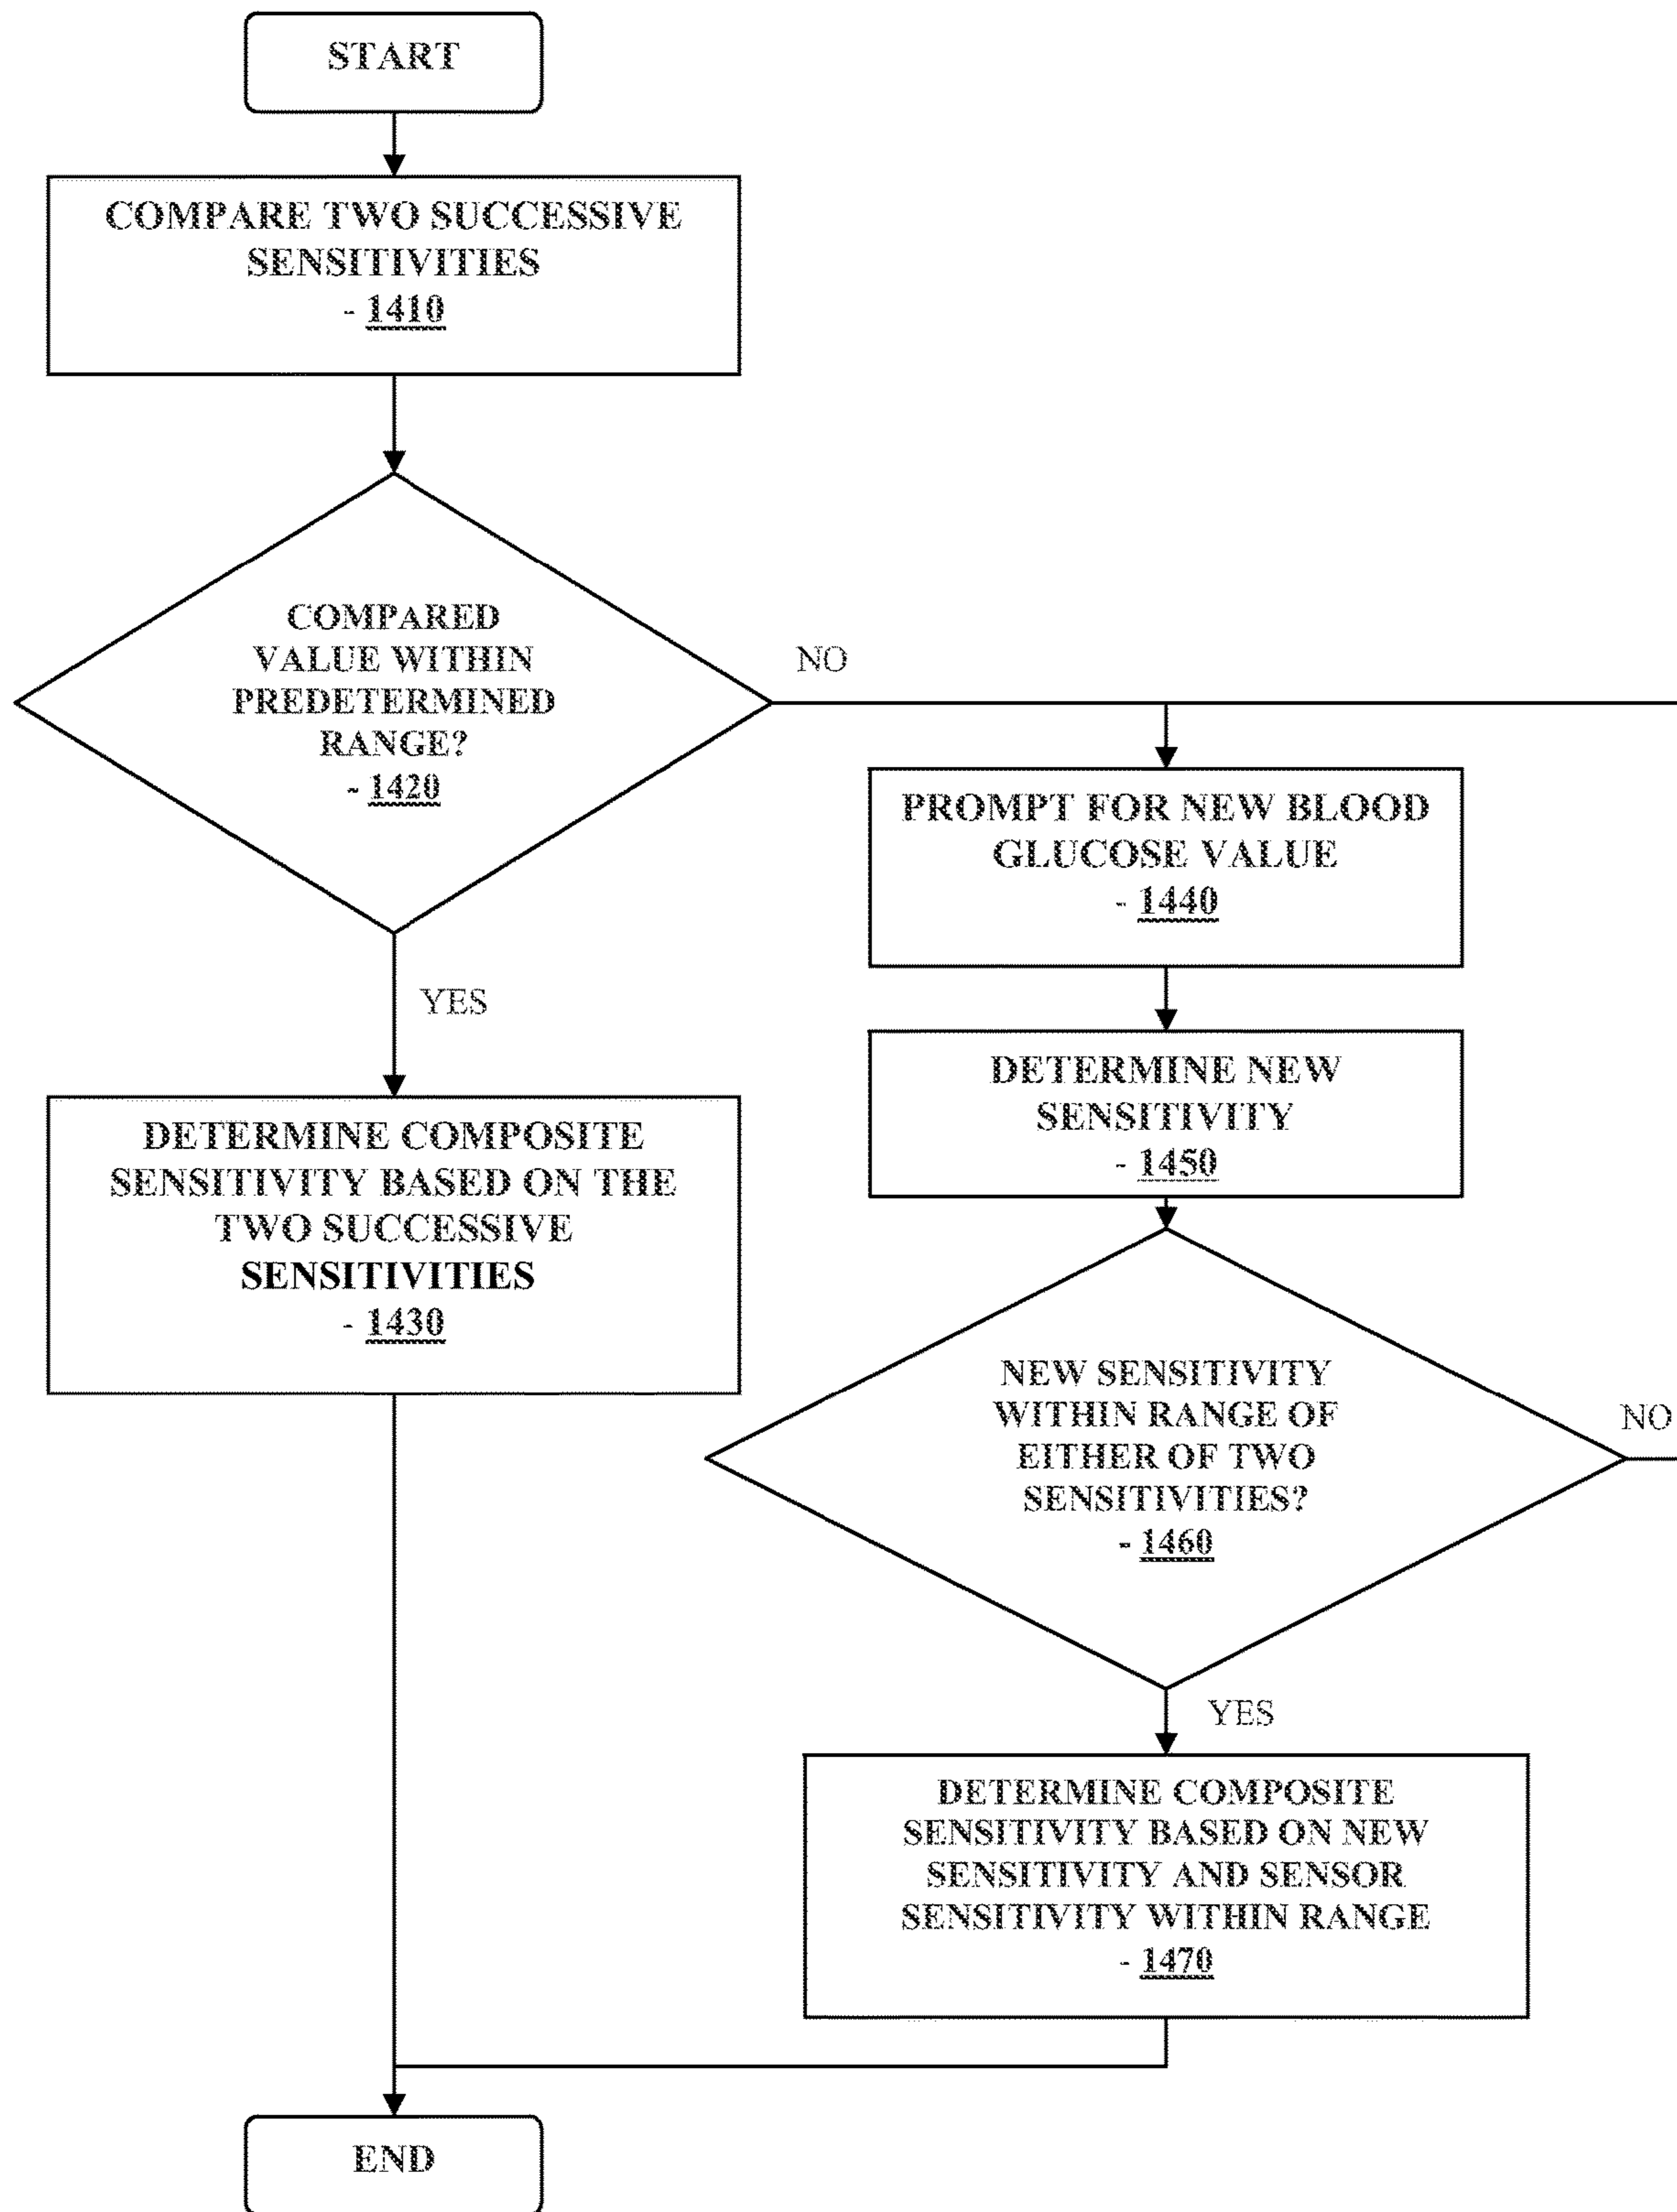 START
COMPARE TWO SUCCESSIVE
SENSITIVITIES
- 1410
COMPARED
VALUE WITHIN
PREDETERMINED
RANGE?
- 1420
NO
YES
DETERMINE COMPOSITE
SENSITIVITY BASED ON THE
TWO SUCCESSIVE
SENSITIVITIES
- 1430
PROMPT FOR NEW BLOOD
GLUCOSE VALUE
- 1440
DETERMINE NEW
SENSITIVITY
- 1450
NEW SENSITIVITY
WITHIN RANGE OF
EITHER OF TWO
SENSITIVITIES?
- 1460
NO
YES
DETERMINE COMPOSITE
SENSITIVITY BASED ON NEW
SENSITIVITY AND SENSOR
SENSITIVITY WITHIN RANGE
- 1470
END